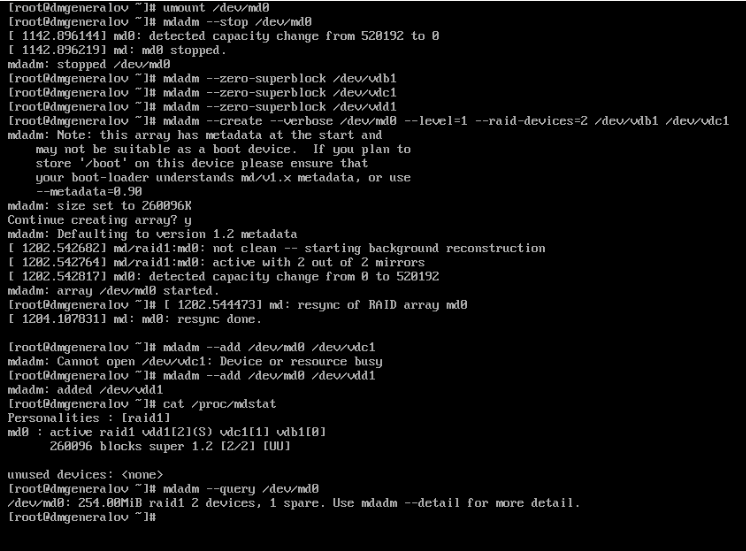 [root@dmgeneralov ~]# umount /dev/md0
[root@dmgeneralov ~]# mdadm --stop /dev/md0
[ 1142.896144] md0: detected capacity change from 520192 to 0
[ 1142.896219] md: md0 stopped.
mdadm: stopped /dev/md0
[root@dmgeneralov ~]# mdadm --zero-superblock /dev/vdb1
[root@dmgeneralov ~]# mdadm --zero-superblock /dev/vdc1
[root@dmgeneralov ~]# mdadm --zero-superblock /dev/vdd1
[root@dmgeneralov ~]# mdadm --create --verbose /dev/md0 --level=1 --raid-devices=2 /dev/vdb1 /dev/vdc1
mdadm: Note: this array has metadata at the start and
    may not be suitable as a boot device.  If you plan to
    store '/boot' on this device please ensure that
    your boot-loader understands md/v1.x metadata, or use
    --metadata=0.90
mdadm: size set to 260096K
Continue creating array? y
mdadm: Defaulting to version 1.2 metadata
[ 1202.542682] md/raid1:md0: not clean -- starting background reconstruction
[ 1202.542764] md/raid1:md0: active with 2 out of 2 mirrors
[ 1202.542817] md0: detected capacity change from 0 to 520192
mdadm: array /dev/md0 started.
[root@dmgeneralov ~]# [ 1202.544473] md: resync of RAID array md0
[ 1204.107831] md: md0: resync done.
[root@dmgeneralov ~]# mdadm --add /dev/md0 /dev/vdc1
mdadm: Cannot open /dev/vdc1: Device or resource busy
[root@dmgeneralov ~]# mdadm --add /dev/md0 /dev/vdd1
mdadm: added /dev/vdd1
[root@dmgeneralov ~]# cat /proc/mdstat
Personalities : [raid1]
md0 : active raid1 vdd1[2](S) vdc1[1] vdb1[0]
      260096 blocks super 1.2 [2/2] [UU]
unused devices: <none>
[root@dmgeneralov ~]# mdadm --query /dev/md0
/dev/md0: 254.00MiB raid1 2 devices, 1 spare. Use mdadm --detail for more detail.
[root@dmgeneralov ~]#